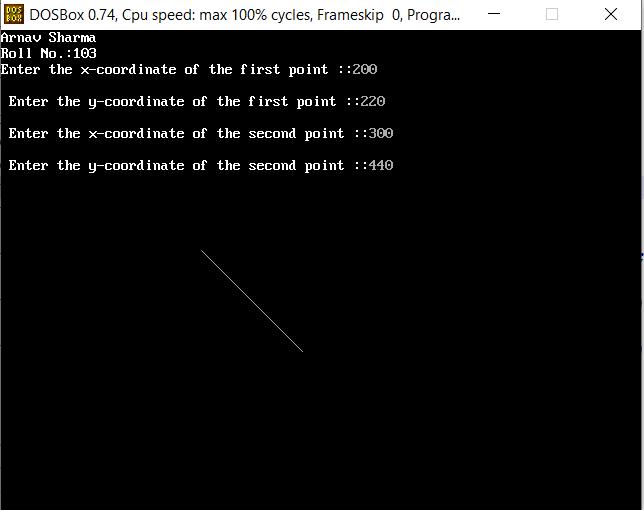 DOS
BOX
DOSBox 0.74, Cpu speed: max 100% cycles, Frameskip  0, Progra...
Arnav Sharma
Roll No.:103
Enter the x-coordinate of the first point ::200
Enter the y-coordinate of the first point ::220
Enter the x-coordinate of the second point ::300
Enter the y-coordinate of the second point ::440